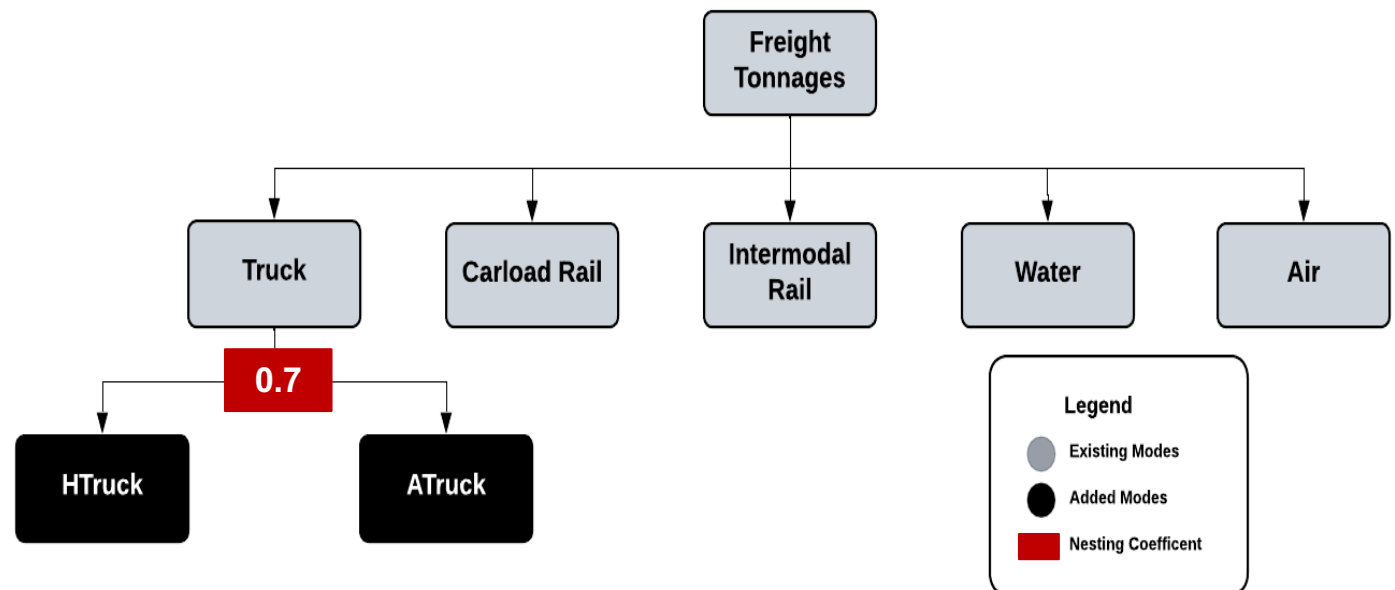 Freight
Tonnages
Truck
Carload Rail
Intermodal
Rail
Water
Air
0.7
HTruck
ATruck
Legend
Existing Modes
Added Modes
Nesting Coefficent